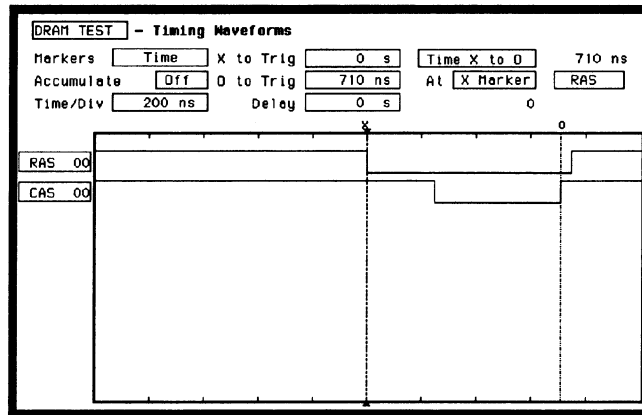 DRAM TEST - Timing Waveforms
Markers Time X to Trig 0 s Time X to O 710 ns
Accumulate Off O to Trig 710 ns At X Marker RAS
Time/Div 200 ns Delay 0 s 0
X O
RAS 00
CAS 00